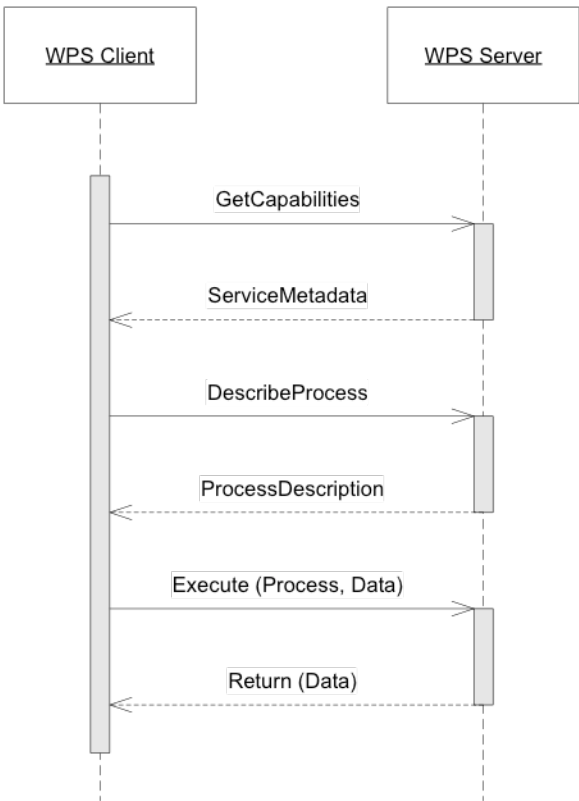 WPS Client
WPS Server
GetCapabilities
ServiceMetadata
DescribeProcess
ProcessDescription
Execute (Process, Data)
Return (Data)